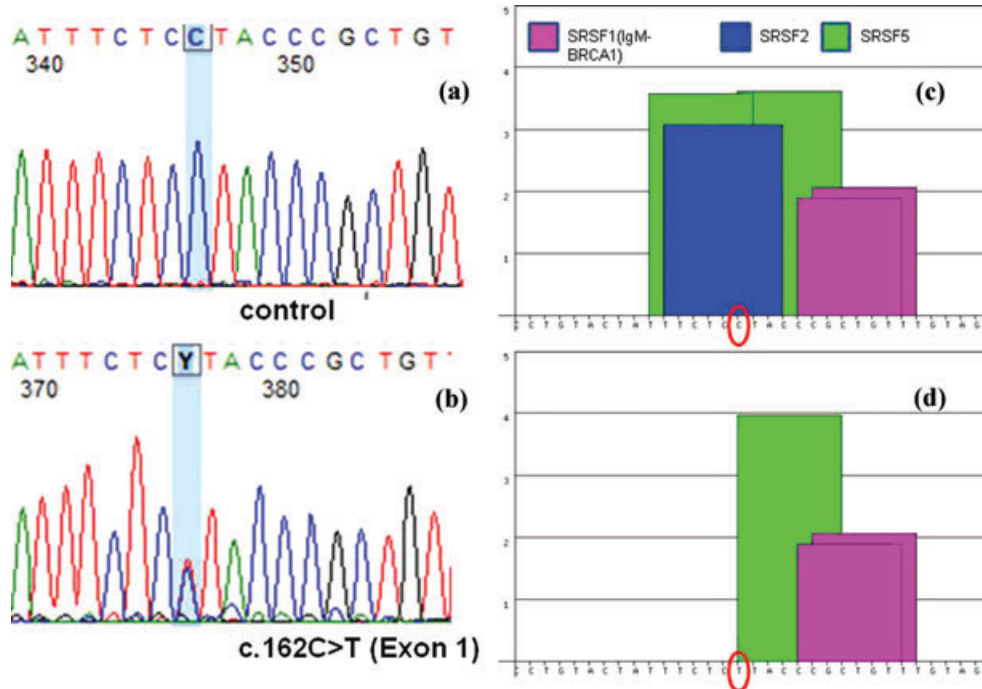 A T T T C T C C T A C C C G C T G T
340 350
(a)
control
A T T T C T C Y T A C C C G C T G T
370 380
(b)
c.162C>T (Exon 1)
5
SRSF1(IgM-
BRCA1)
SRSF2
SRSF5
4
(c)
3
2
1
C T G T A C T A T T T C T C C T A C C C G C T G T T T G T A G
5
4
(d)
3
2
1
C T G T A C T A T T T C T C T T A C C C G C T G T T T G T A G